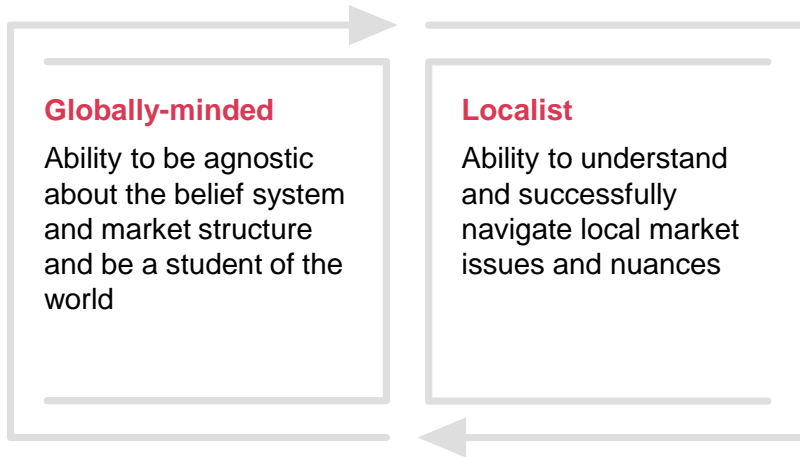 Globally-minded
Ability to be agnostic
about the belief system
and market structure
and be a student of the
world
Localist
Ability to understand
and successfully
navigate local market
issues and nuances